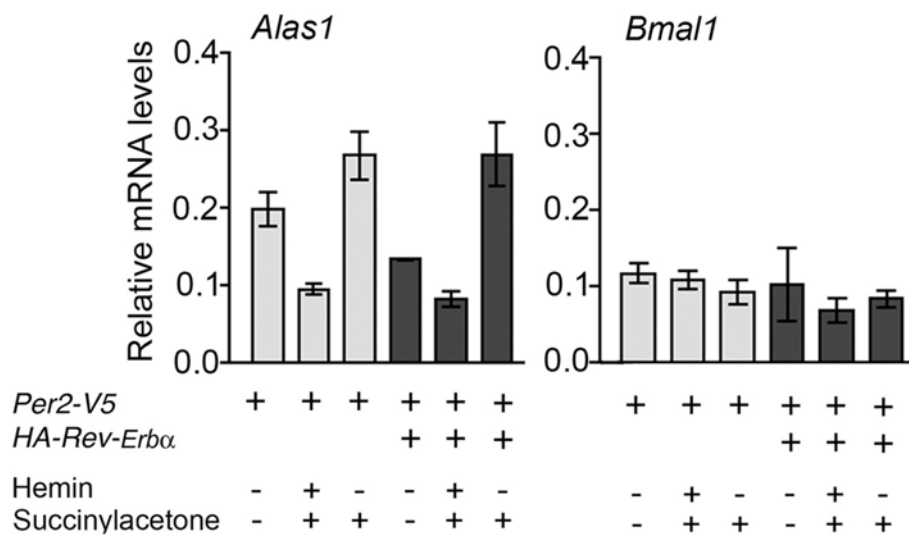 Alas1 Bmal1
Relative mRNA levels
0.4 0.4
0.3 0.3
0.2 0.2
0.1 0.1
0.0 0.0
Per2-V5 + + + + + + + + + + + +
HA-Rev-Erbα + + + + + +
Hemin - + - - + - - + - - + -
Succinylacetone - + + - + + - + + - + +